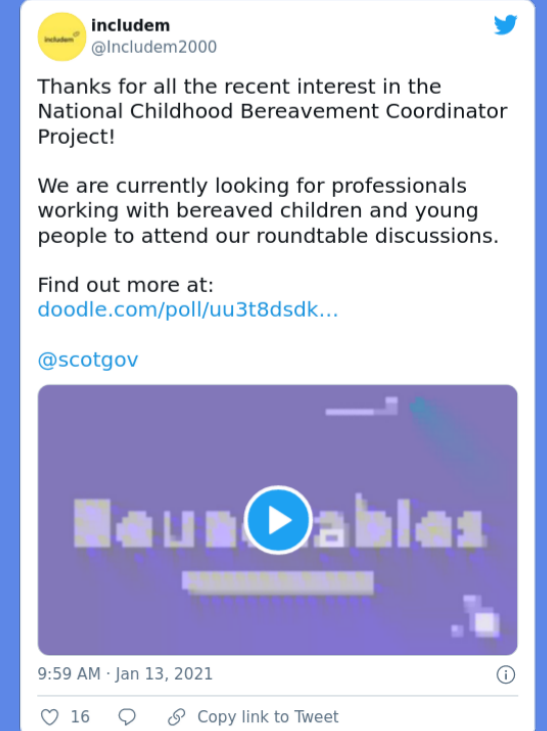 includem
includem
@Includem2000
Thanks for all the recent interest in the
National Childhood Bereavement Coordinator
Project!
We are currently looking for professionals
working with bereaved children and young
people to attend our roundtable discussions.
Find out more at:
doodle.com/poll/uu3t8dsdk...
@scotgov
9:59 AM · Jan 13, 2021
16
Copy link to Tweet